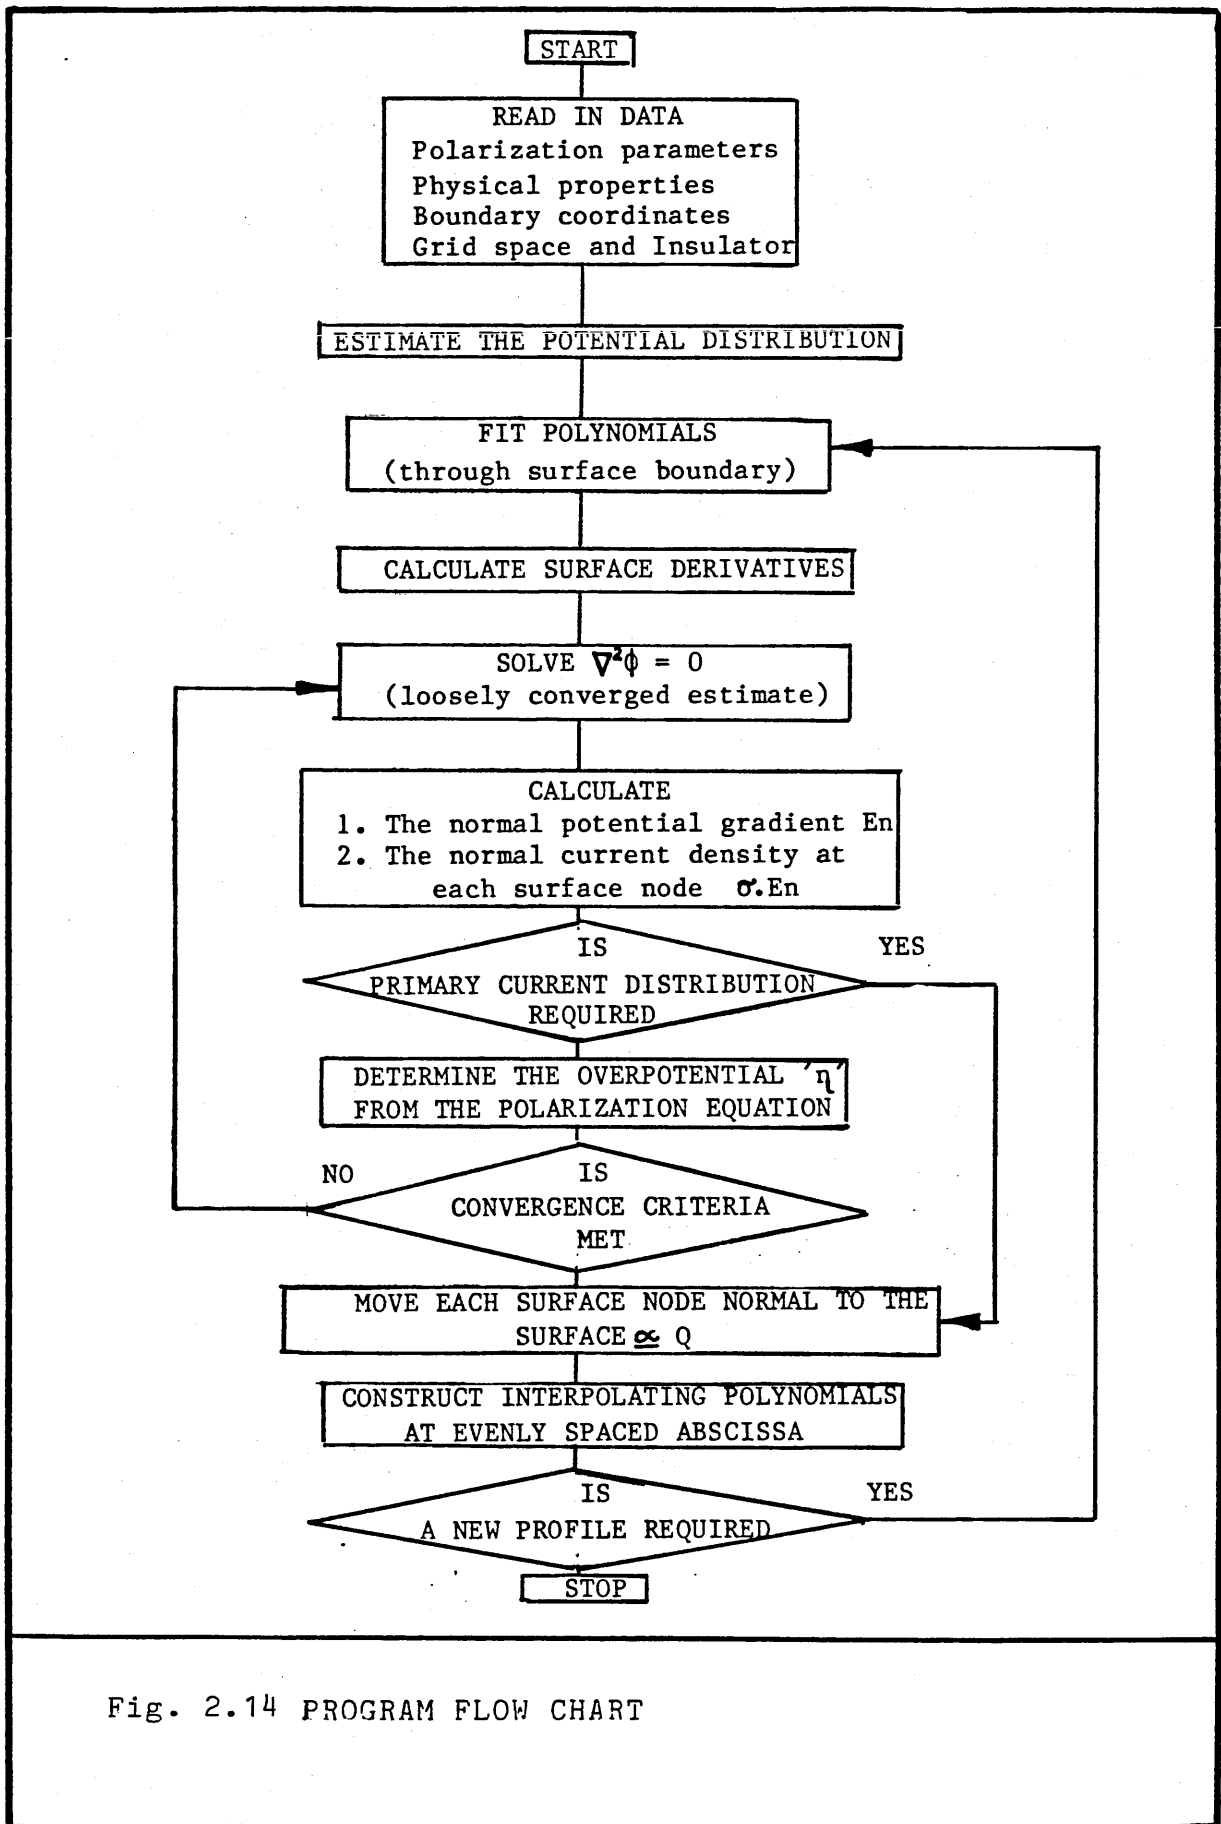 START
READ IN DATA
Polarization parameters
Physical properties
Boundary coordinates
Grid space and Insulator
ESTIMATE THE POTENTIAL DISTRIBUTION
FIT POLYNOMIALS
(through surface boundary)
CALCULATE SURFACE DERIVATIVES
SOLVE ∇²ϕ = 0
(loosely converged estimate)
CALCULATE
1. The normal potential gradient En
2. The normal current density at
each surface node σ.En
IS
YES
PRIMARY CURRENT DISTRIBUTION
REQUIRED
DETERMINE THE OVERPOTENTIAL 'η'
FROM THE POLARIZATION EQUATION
NO
IS
CONVERGENCE CRITERIA
MET
MOVE EACH SURFACE NODE NORMAL TO THE
SURFACE ∝ Q
CONSTRUCT INTERPOLATING POLYNOMIALS
AT EVENLY SPACED ABSCISSA
IS
YES
A NEW PROFILE REQUIRED
STOP
Fig. 2.14 PROGRAM FLOW CHART